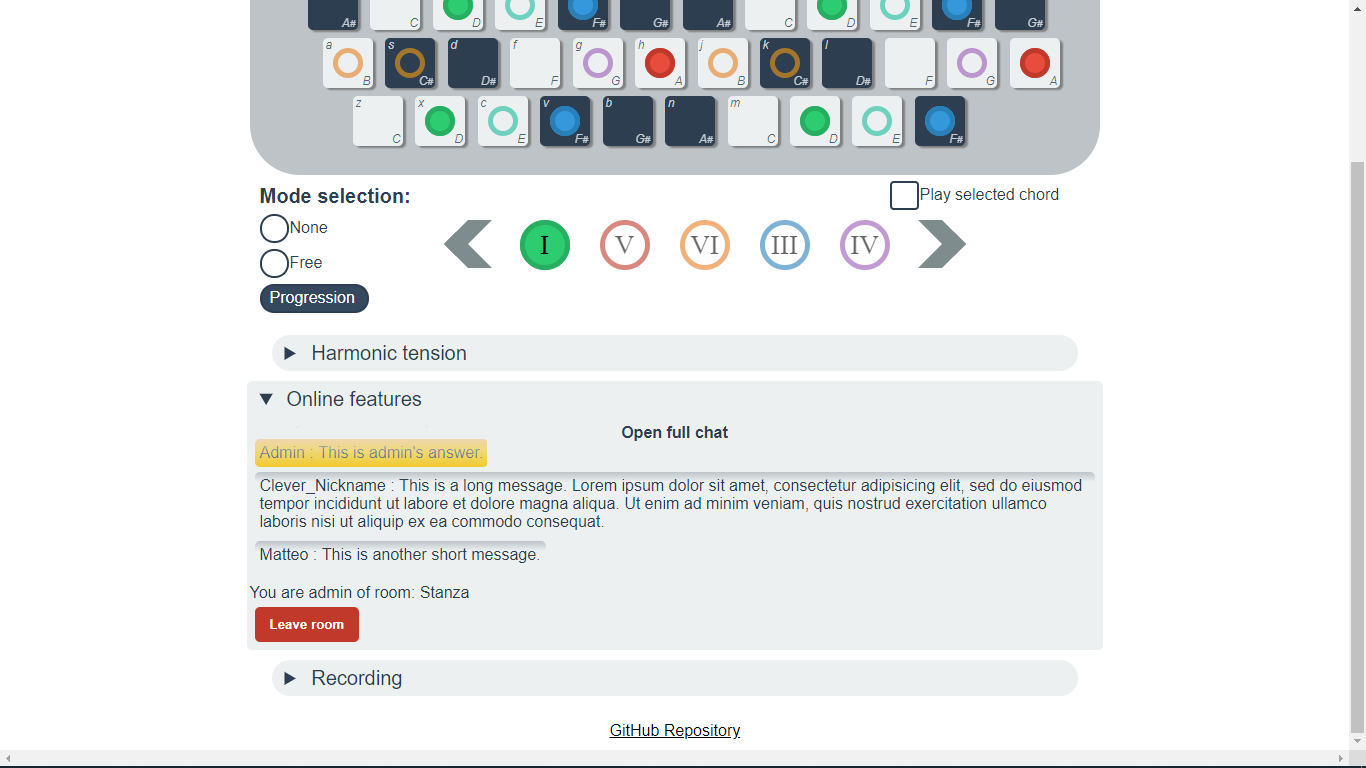 A# C D E F# G# A# C D E F# G#
a B s C# d D# f F g G h A j B k C# l D# F G A
z C x D c E v F# b G# n A# m C D E F#
Mode selection:
Play selected chord
None
Free
Progression
I V VI III IV
Harmonic tension
Online features
Open full chat
Admin : This is admin's answer.
Clever_Nickname : This is a long message. Lorem ipsum dolor sit amet, consectetur adipisicing elit, sed do eiusmod
tempor incididunt ut labore et dolore magna aliqua. Ut enim ad minim veniam, quis nostrud exercitation ullamco
laboris nisi ut aliquip ex ea commodo consequat.
Matteo : This is another short message.
You are admin of room: Stanza
Leave room
Recording
GitHub Repository